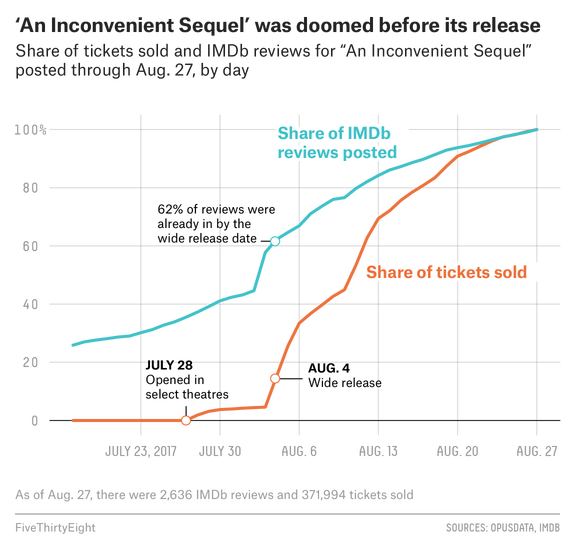 ‘An Inconvenient Sequel’ was doomed before its release
Share of tickets sold and IMDb reviews for “An Inconvenient Sequel”
posted through Aug. 27, by day
100%
80
60
40
20
0
Share of IMDb
reviews posted
62% of reviews were
already in by the
wide release date
Share of tickets sold
JULY 28
Opened in
select theatres
AUG. 4
Wide release
JULY 23, 2017
JULY 30
AUG. 6
AUG. 13
AUG. 20
AUG. 27
As of Aug. 27, there were 2,636 IMDb reviews and 371,994 tickets sold
FiveThirtyEight
SOURCES: OPUSDATA, IMDB